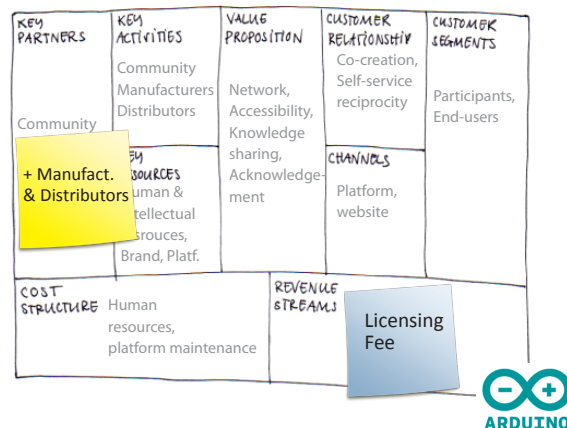 KEY
PARTNERS
Community
+ Manufact.
& Distributors
KEY
ACTIVITIES
Community
Manufacturers
Distributors
EY
SOURCES
uman &
tellectual
srouces,
Brand, Platf.
VALUE
PROPOSITION
Network,
Accessibility,
Knowledge
sharing,
Acknowledge-
ment
CUSTOMER
RELATIONSHIP
Co-creation,
Self-service
reciprocity
CHANNELS
Platform,
website
CUSTOMER
SEGMENTS
Participants,
End-users
COST
STRUCTURE
Human
resources,
platform maintenance
REVENUE
STREAMS
Licensing
Fee
ARDUINO